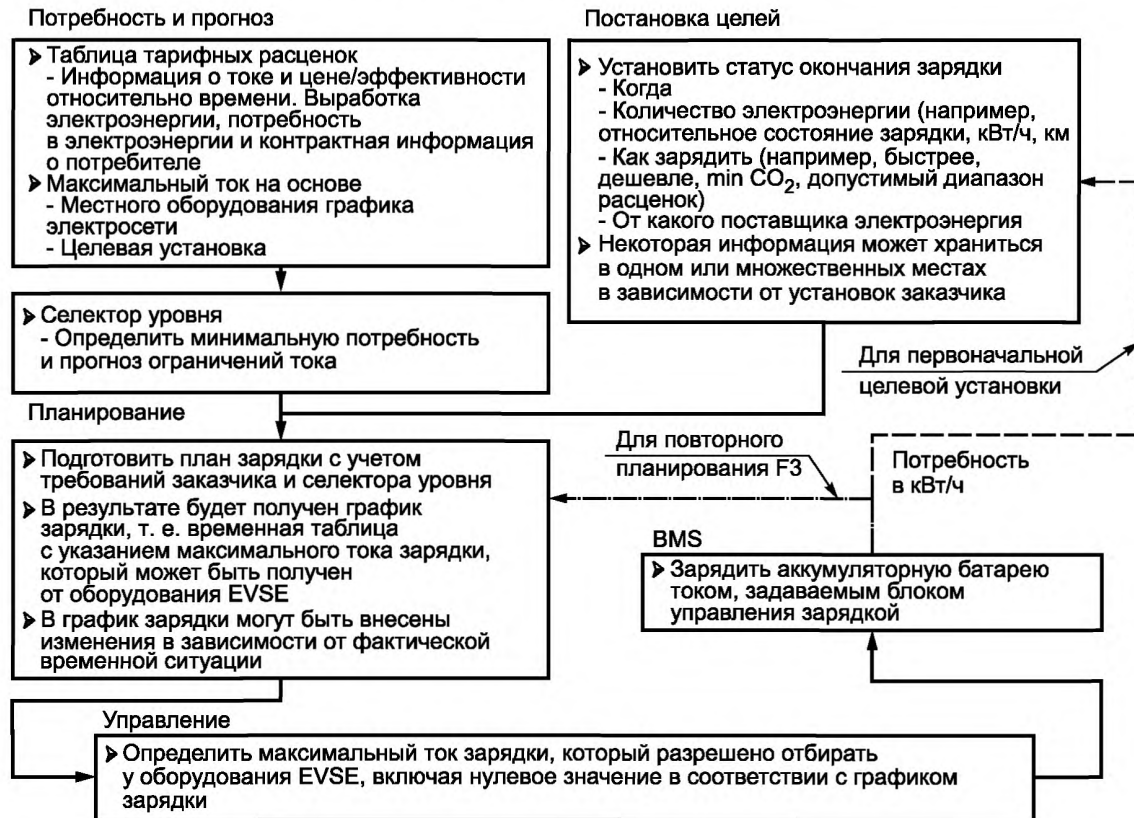 Потребность и прогноз
➤ Таблица тарифных расценок
- Информация о токе и цене/эффективности
относительно времени. Выработка
электроэнергии, потребность
в электроэнергии и контрактная информация
о потребителе
➤ Максимальный ток на основе
- Местного оборудования графика
электросети
- Целевая установка
➤ Селектор уровня
- Определить минимальную потребность
и прогноз ограничений тока
Постановка целей
➤ Установить статус окончания зарядки
- Когда
- Количество электроэнергии (например,
относительное состояние зарядки, кВт/ч, км
- Как зарядить (например, быстрее,
дешевле, min CO₂, допустимый диапазон
расценок)
- От какого поставщика электроэнергия
➤ Некоторая информация может храниться
в одном или множественных местах
в зависимости от установок заказчика
Для первоначальной
целевой установки
Планирование
➤ Подготовить план зарядки с учетом
требований заказчика и селектора уровня
➤ В результате будет получен график
зарядки, т. е. временная таблица
с указанием максимального тока зарядки,
который может быть получен
от оборудования EVSE
➤ В график зарядки могут быть внесены
изменения в зависимости от фактической
временной ситуации
Для повторного
планирования F3
Потребность
в кВт/ч
BMS
➤ Зарядить аккумуляторную батарею
током, задаваемым блоком
управления зарядкой
Управление
➤ Определить максимальный ток зарядки, который разрешено отбирать
у оборудования EVSE, включая нулевое значение в соответствии с графиком
зарядки